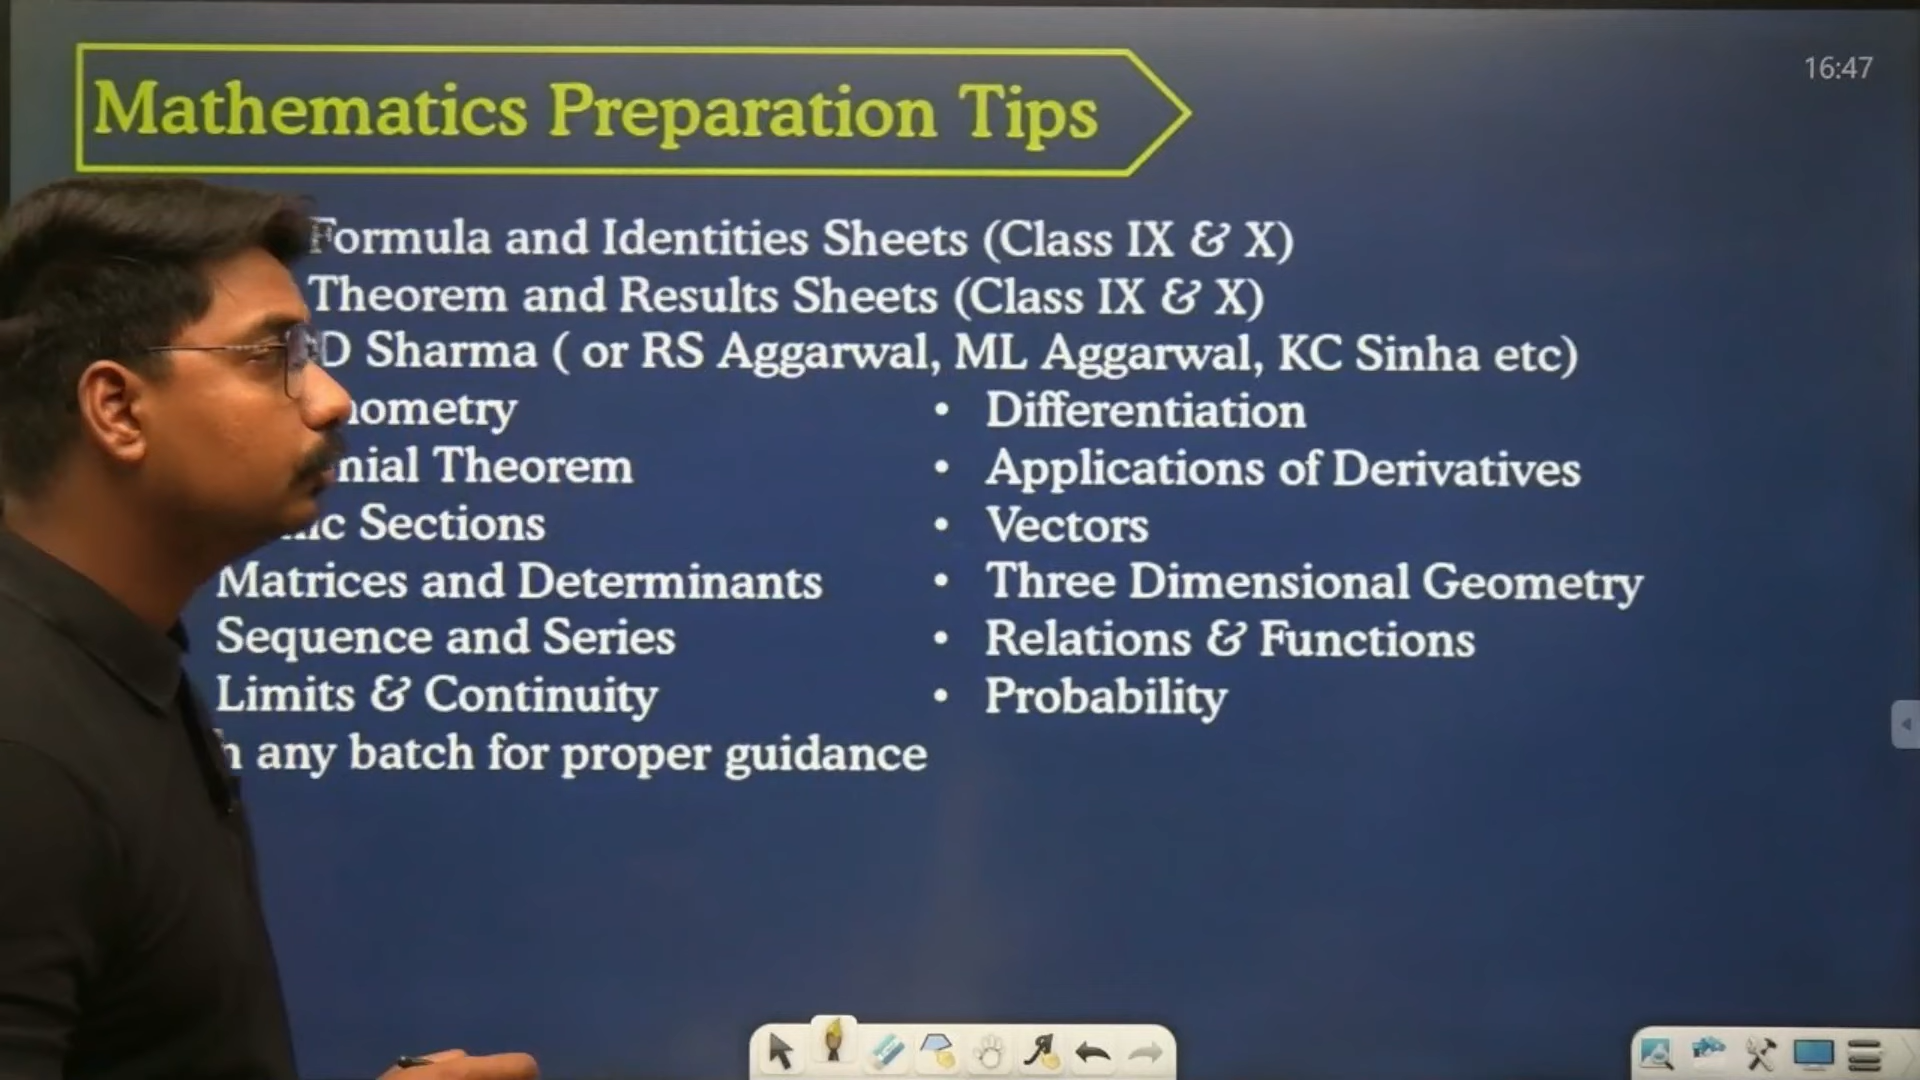 Mathematics Preparation Tips
16:47
Formula and Identities Sheets (Class IX & X)
Theorem and Results Sheets (Class IX & X)
Sharma ( or RS Aggarwal, ML Aggarwal, KC Sinha etc)
• Differentiation
Theorem
• Applications of Derivatives
Sections
• Vectors
Matrices and Determinants
• Three Dimensional Geometry
Sequence and Series
• Relations & Functions
Limits & Continuity
• Probability
any batch for proper guidance